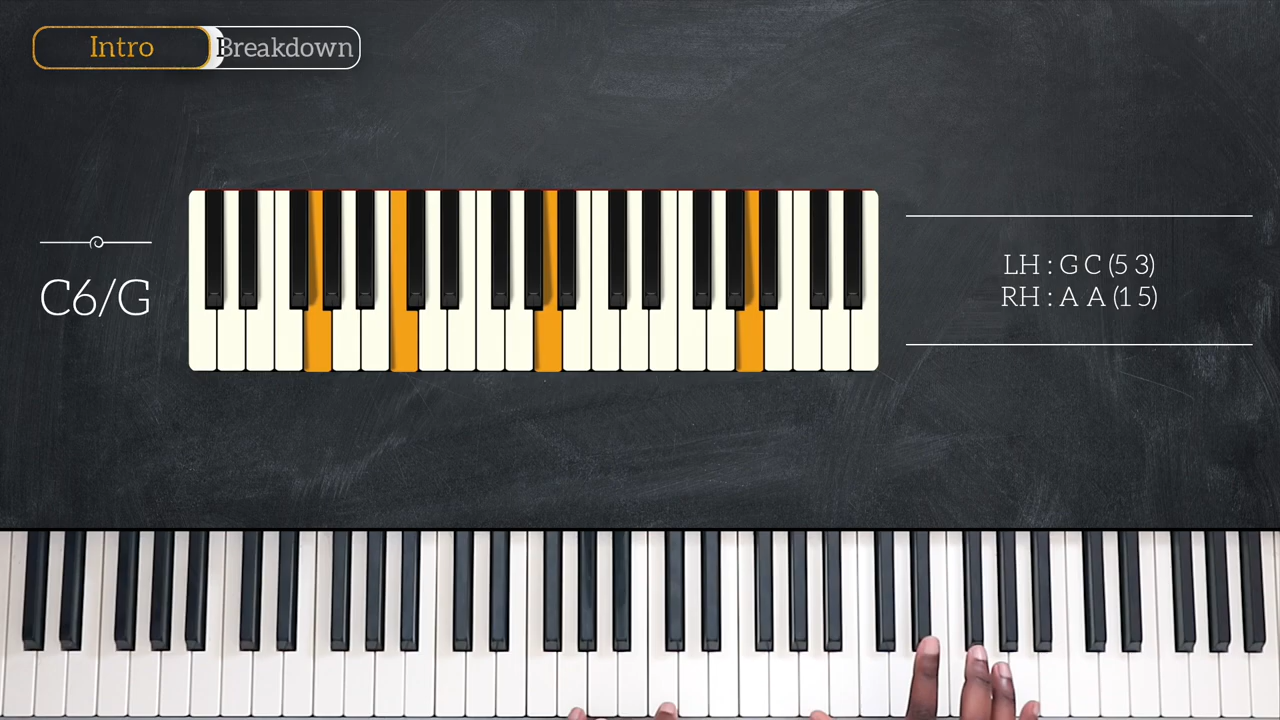 Intro
Breakdown
C6/G
LH : G C (5 3)
RH : A A (1 5)